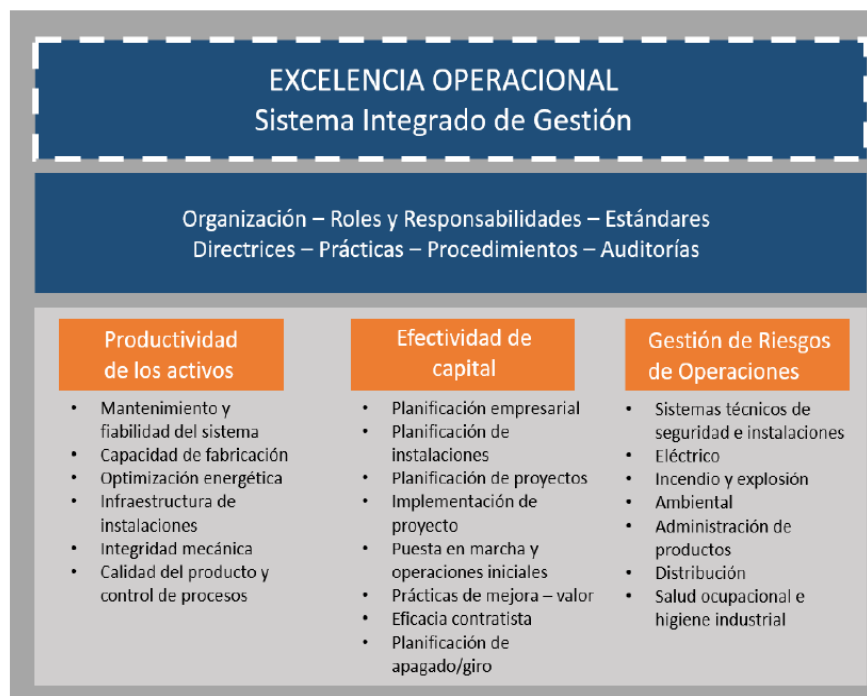 EXCELENCIA OPERACIONAL
Sistema Integrado de Gestión
Organización – Roles y Responsabilidades – Estándares
Directrices – Prácticas – Procedimientos – Auditorías
Productividad
de los activos
• Mantenimiento y
fiabilidad del sistema
• Capacidad de fabricación
• Optimización energética
• Infraestructura de
instalaciones
• Integridad mecánica
• Calidad del producto y
control de procesos
Efectividad de
capital
• Planificación empresarial
• Planificación de
instalaciones
• Planificación de proyectos
• Implementación de
proyecto
• Puesta en marcha y
operaciones iniciales
• Prácticas de mejora – valor
• Eficacia contratista
• Planificación de
apagado/giro
Gestión de Riesgos
de Operaciones
• Sistemas técnicos de
seguridad e instalaciones
• Eléctrico
• Incendio y explosión
• Ambiental
• Administración de
productos
• Distribución
• Salud ocupacional e
higiene industrial